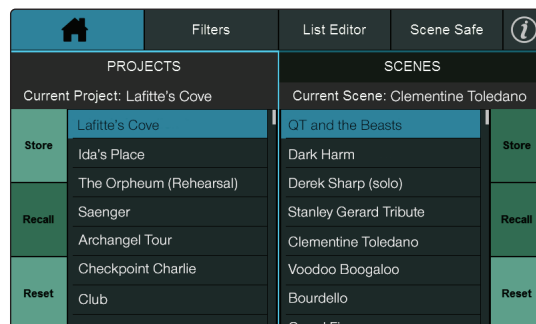 Filters
List Editor
Scene Safe
i
PROJECTS
Current Project: Lafitte's Cove
Store
Recall
Reset
Lafitte's Cove
Ida's Place
The Orpheum (Rehearsal)
Saenger
Archangel Tour
Checkpoint Charlie
Club
SCENES
Current Scene: Clementine Toledano
QT and the Beasts
Dark Harm
Derek Sharp (solo)
Stanley Gerard Tribute
Clementine Toledano
Voodoo Boogaloo
Bourdello
Store
Recall
Reset